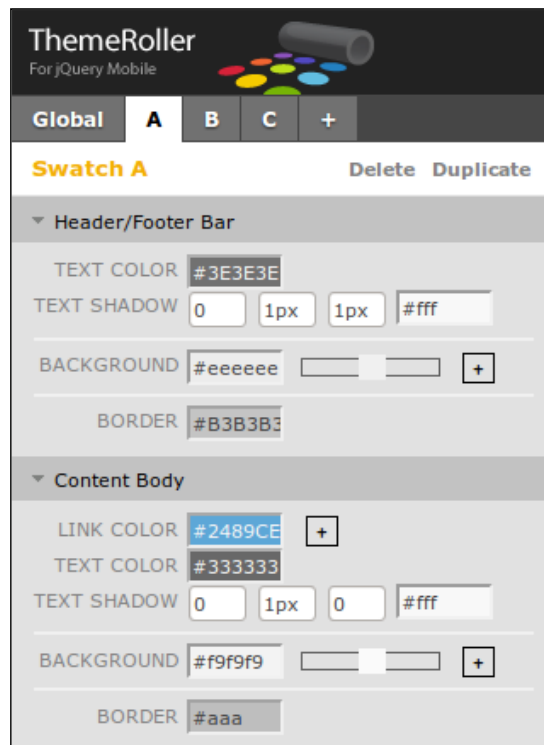 ThemeRoller
For jQuery Mobile
Global A B C +
Swatch A Delete Duplicate
Header/Footer Bar
TEXT COLOR #3E3E3E
TEXT SHADOW 0 1px 1px #fff
BACKGROUND #eeeeee +
BORDER #B3B3B3
Content Body
LINK COLOR #2489CE +
TEXT COLOR #333333
TEXT SHADOW 0 1px 0 #fff
BACKGROUND #f9f9f9 +
BORDER #aaa